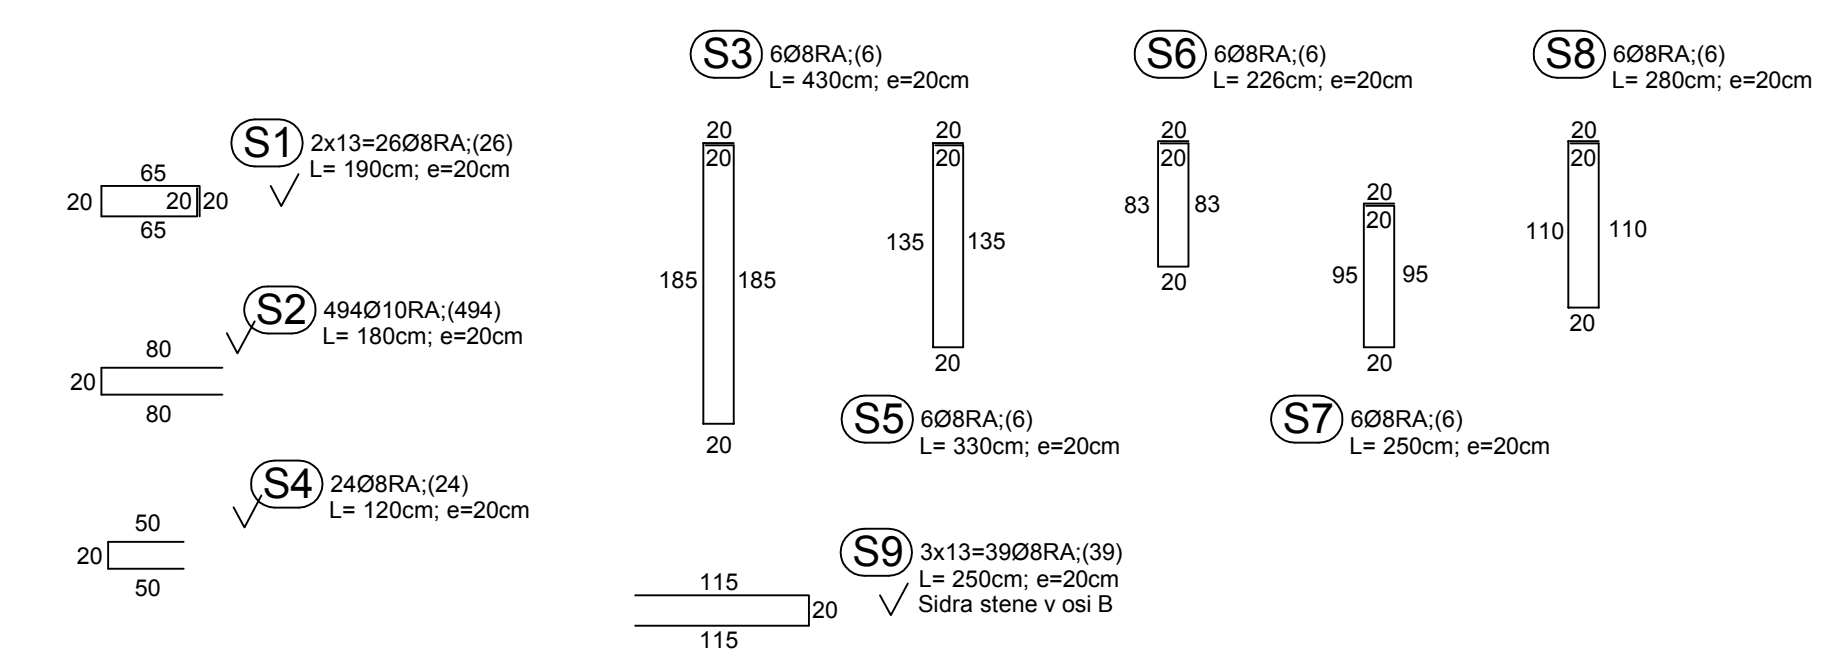 S1
2x13=26Ø8RA;(26)
L= 190cm; e=20cm
65
20
20
20
65
S2
494Ø10RA;(494)
L= 180cm; e=20cm
80
20
80
S4
24Ø8RA;(24)
L= 120cm; e=20cm
50
20
50
S3
6Ø8RA;(6)
L= 430cm; e=20cm
20
20
185
185
20
20
20
135
135
20
S5
6Ø8RA;(6)
L= 330cm; e=20cm
S6
6Ø8RA;(6)
L= 226cm; e=20cm
20
20
83
83
20
20
20
95
95
20
S7
6Ø8RA;(6)
L= 250cm; e=20cm
S8
6Ø8RA;(6)
L= 280cm; e=20cm
20
20
110
110
20
S9
3x13=39Ø8RA;(39)
L= 250cm; e=20cm
Sidra stene v osi B
115
20
115